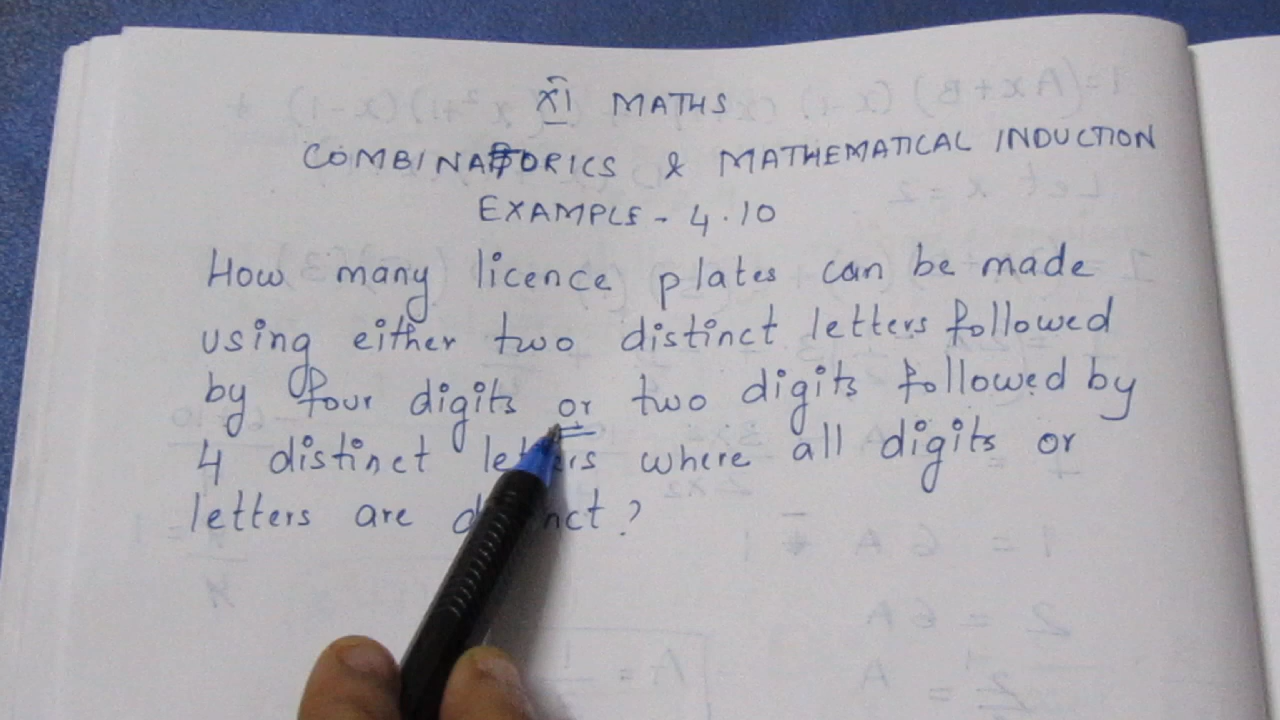 XI MATHS
COMBINATORICS & MATHEMATICAL INDUCTION
EXAMPLE - 4.10
How many licence plates can be made
using either two distinct letters followed
by four digits or two digits followed by
4 distinct where all digits or
letters are ?